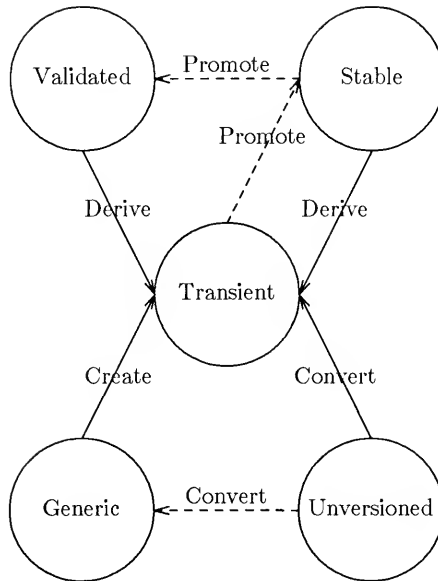 Promote
Validated
Stable
Promote
Derive
Derive
Transient
Create
Convert
Convert
Generic
Unversioned